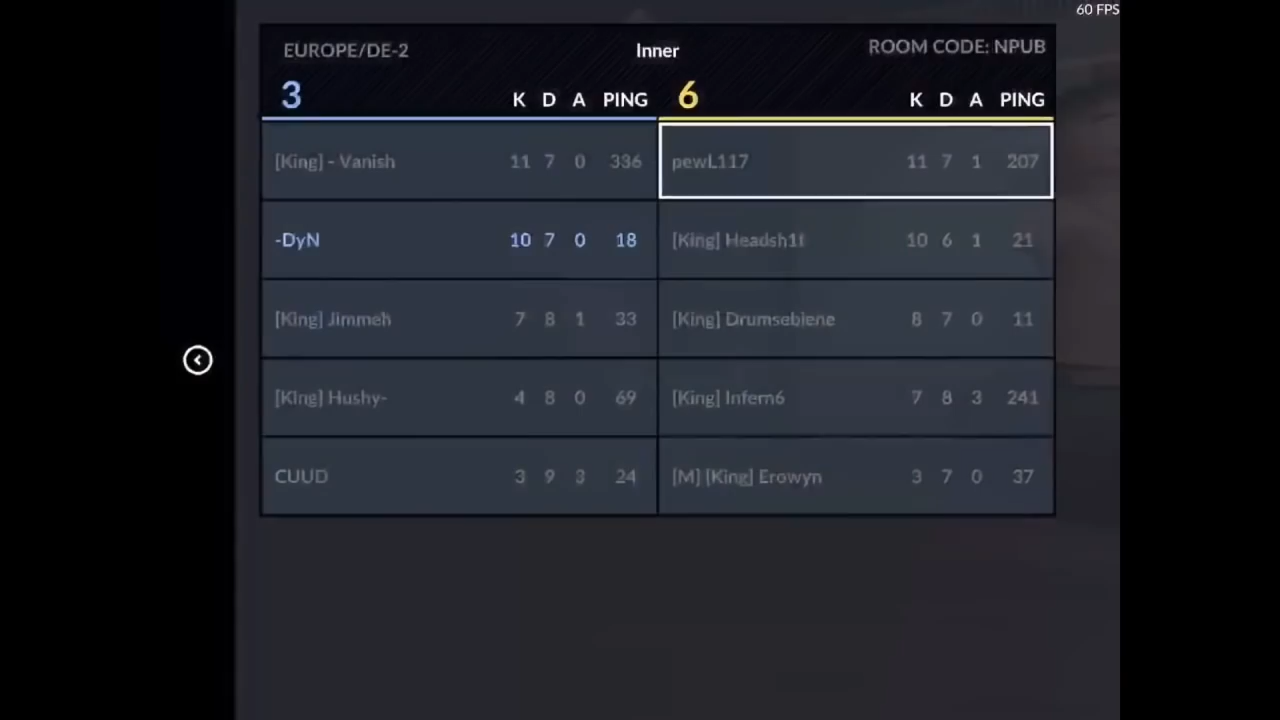 60 FPS
EUROPE/DE-2 Inner ROOM CODE: NPUB
3 K D A PING 6 K D A PING
[King] - Vanish 11 7 0 336 pewL117 11 7 1 207
-DyN 10 7 0 18 [King] Headsh1t 10 6 1 21
[King] Jimmeh 7 8 1 33 [King] Drumsebiene 8 7 0 11
[King] Hushy- 4 8 0 69 [King] Infern6 7 8 3 241
CUUD 3 9 3 24 [M] [King] Erowyn 3 7 0 37